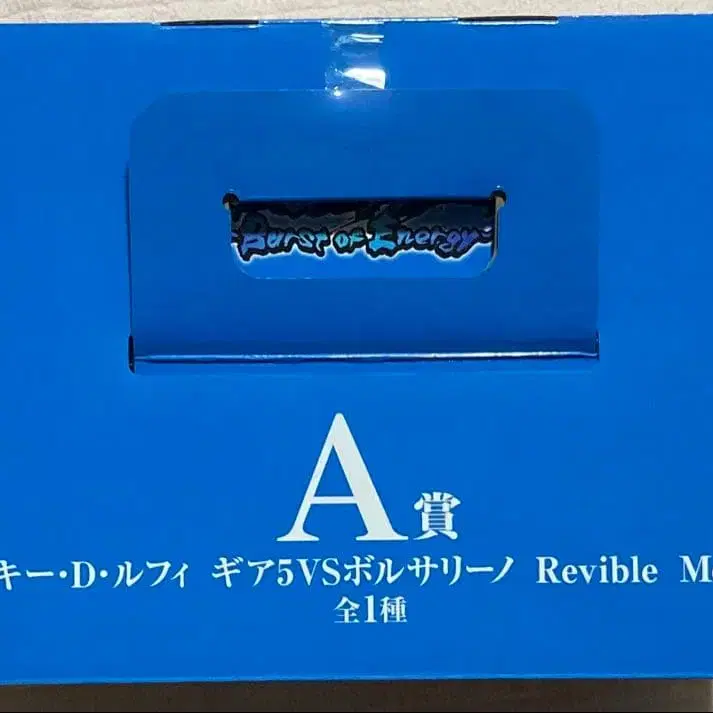 Burst of Energy
A賞
キー・D・ルフィ ギア5VSボルサリーノ Revible M
全1種